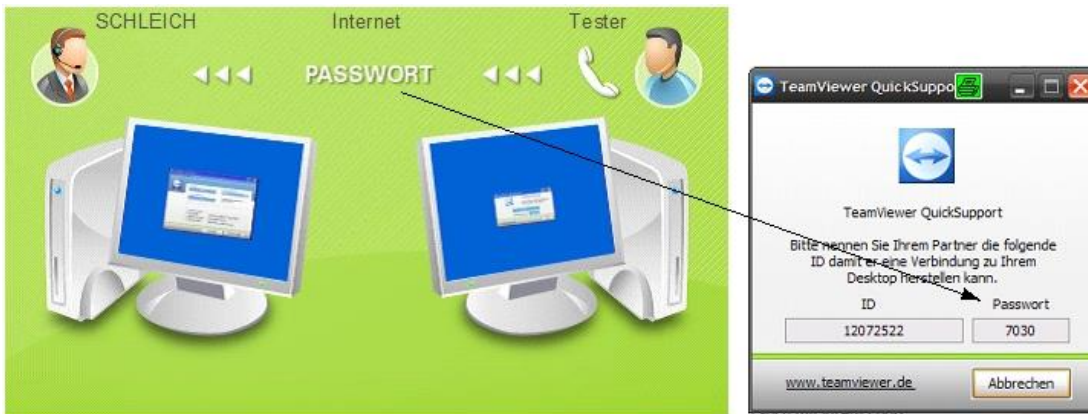 SCHLEICH Internet Tester
PASSWORT
TeamViewer QuickSuppo
TeamViewer QuickSupport
Bitte nennen Sie Ihrem Partner die folgende
ID damit er eine Verbindung zu Ihrem
Desktop herstellen kann.
ID Passwort
12072522 7030
www.teamviewer.de Abbrechen